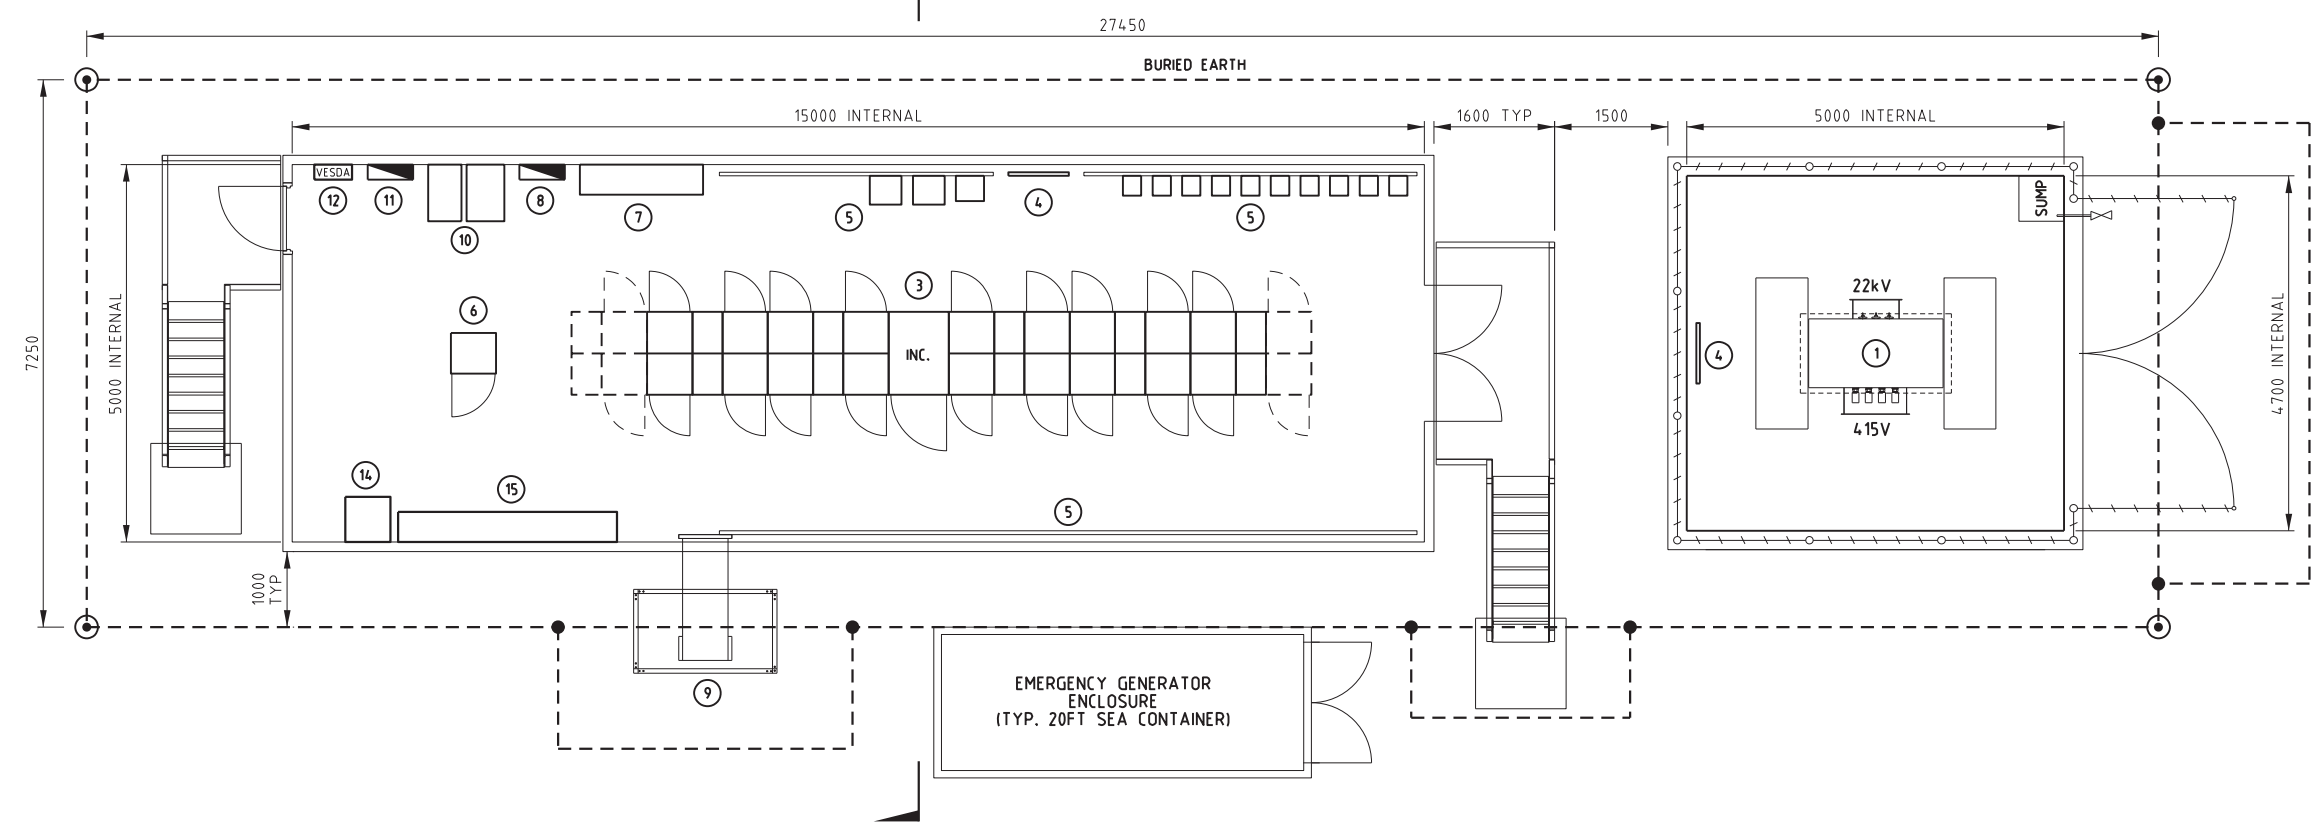 27450
BURIED EARTH
15000 INTERNAL
1600 TYP
1500
5000 INTERNAL
VESDA
12
11
10
8
7
5
4
5
SUMP
3
6
7250
5000 INTERNAL
INC.
22kV
1
4
415V
4700 INTERNAL
14
15
5
1000
TYP
9
EMERGENCY GENERATOR
ENCLOSURE
(TYP. 20FT SEA CONTAINER)